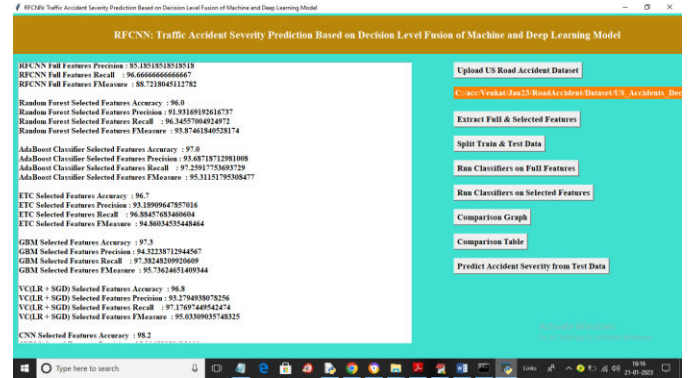 RFCNN: Traffic Accident Severity Prediction Based on Decision Level Fusion of Machine and Deep Learning Model
RFCNN: Traffic Accident Severity Prediction Based on Decision Level Fusion of Machine and Deep Learning Model
RFCNN Full Features Precision : 85.18518518518518
RFCNN Full Features Recall : 96.66666666666667
RFCNN Full Features FMeasure : 88.7218045112782
Random Forest Selected Features Accuracy : 96.0
Random Forest Selected Features Precision : 91.93169192616737
Random Forest Selected Features Recall : 96.34557004924972
Random Forest Selected Features FMeasure : 93.87461840528174
AdaBoost Classifier Selected Features Accuracy : 97.0
AdaBoost Classifier Selected Features Precision : 93.68718712981008
AdaBoost Classifier Selected Features Recall : 97.25917753693729
AdaBoost Classifier Selected Features FMeasure : 95.31151795308477
ETC Selected Features Accuracy : 96.7
ETC Selected Features Precision : 93.18909647857016
ETC Selected Features Recall : 96.88457683460604
ETC Selected Features FMeasure : 94.86034535448464
GBM Selected Features Accuracy : 97.3
GBM Selected Features Precision : 94.32238712944567
GBM Selected Features Recall : 97.38248209920609
GBM Selected Features FMeasure : 95.73624651409344
VC(LR + SGD) Selected Features Accuracy : 96.8
VC(LR + SGD) Selected Features Precision : 93.2794938078256
VC(LR + SGD) Selected Features Recall : 97.17697449542474
VC(LR + SGD) Selected Features FMeasure : 95.03309035748325
CNN Selected Features Accuracy : 98.2
Upload US Road Accident Dataset
C:/acc/Venkat/Jan23/RoadAccident/Dataset/US_Accidents_Dec
Extract Full & Selected Features
Split Train & Test Data
Run Classifiers on Full Features
Run Classifiers on Selected Features
Comparison Graph
Comparison Table
Predict Accident Severity from Test Data
Type here to search
Links
16:16
21-01-2023